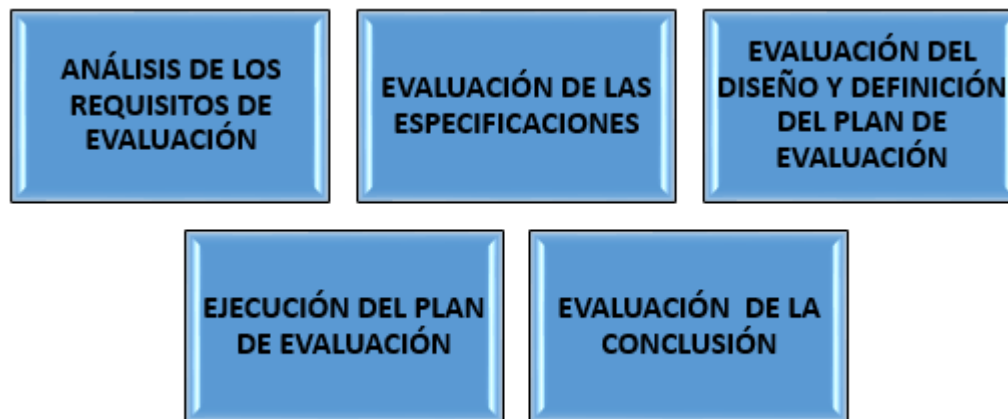 ANÁLISIS DE LOS
REQUISITOS DE
EVALUACIÓN
EVALUACIÓN DE LAS
ESPECIFICACIONES
EVALUACIÓN DEL
DISEÑO Y DEFINICIÓN
DEL PLAN DE
EVALUACIÓN
EJECUCIÓN DEL PLAN
DE EVALUACIÓN
EVALUACIÓN DE LA
CONCLUSIÓN